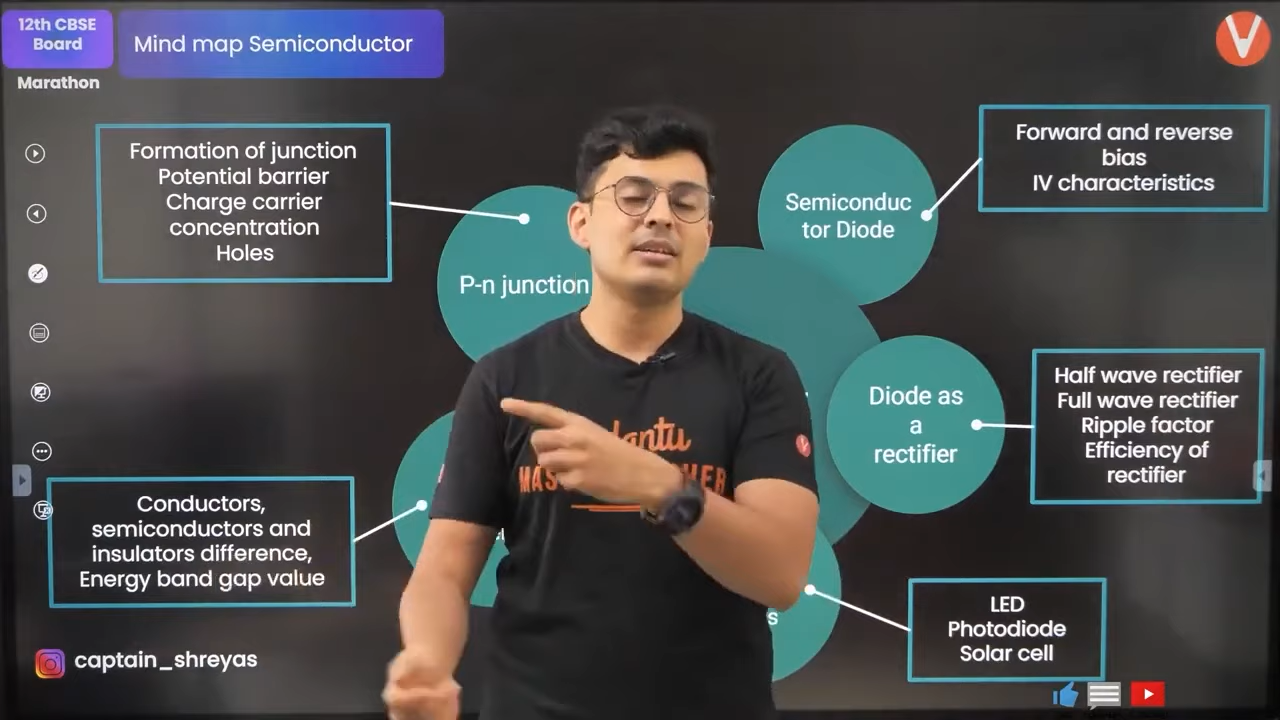 12th CBSE
Board
Marathon
Mind map Semiconductor
Formation of junction
Potential barrier
Charge carrier
concentration
Holes
P-n junction
Semiconduc
tor Diode
Forward and reverse
bias
IV characteristics
Diode as
a
rectifier
Half wave rectifier
Full wave rectifier
Ripple factor
Efficiency of
rectifier
Conductors,
semiconductors and
insulators difference,
Energy band gap value
LED
Photodiode
Solar cell
captain_shreyas